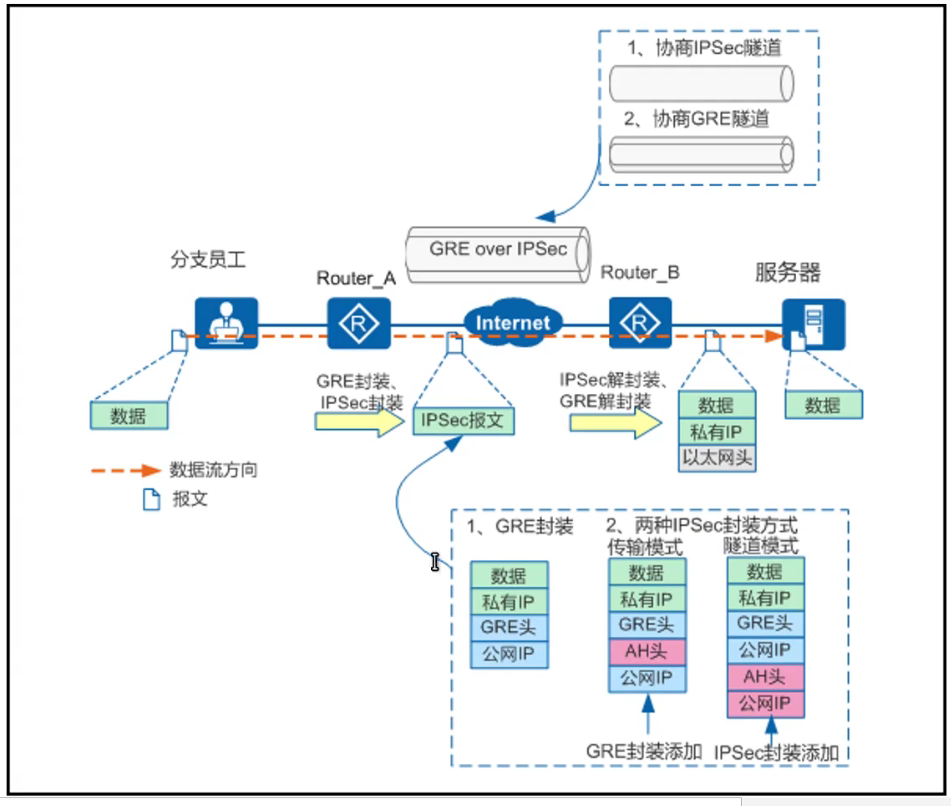 1、协商IPSec隧道
2、协商GRE隧道
GRE over IPSec
分支员工
Router_A
Router_B
服务器
R
Internet
R
GRE封装、
IPSec封装
IPSec解封装、
GRE解封装
数据
IPSec报文
数据
私有IP
以太网头
数据
数据流方向
报文
1、GRE封装
2、两种IPSec封装方式
传输模式
隧道模式
数据
私有IP
GRE头
公网IP
数据
私有IP
GRE头
AH头
公网IP
数据
私有IP
GRE头
公网IP
AH头
公网IP
GRE封装添加
IPSec封装添加